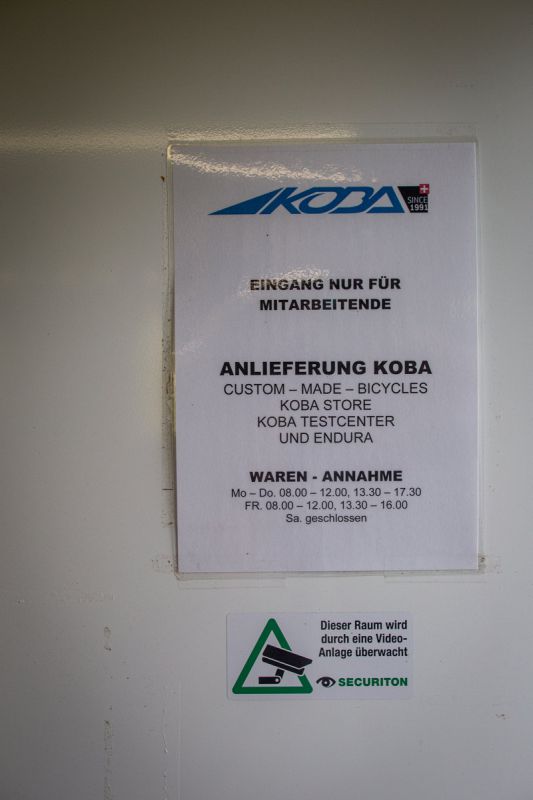 KOBA
SINCE
1991
EINGANG NUR FÜR
MITARBEITENDE
ANLIEFERUNG KOBA
CUSTOM – MADE – BICYCLES
KOBA STORE
KOBA TESTCENTER
UND ENDURA
WAREN - ANNAHME
Mo – Do. 08.00 – 12.00, 13.30 – 17.30
FR. 08.00 – 12.00, 13.30 – 16.00
Sa. geschlossen
Dieser Raum wird
durch eine Video-
Anlage überwacht
SECURITON